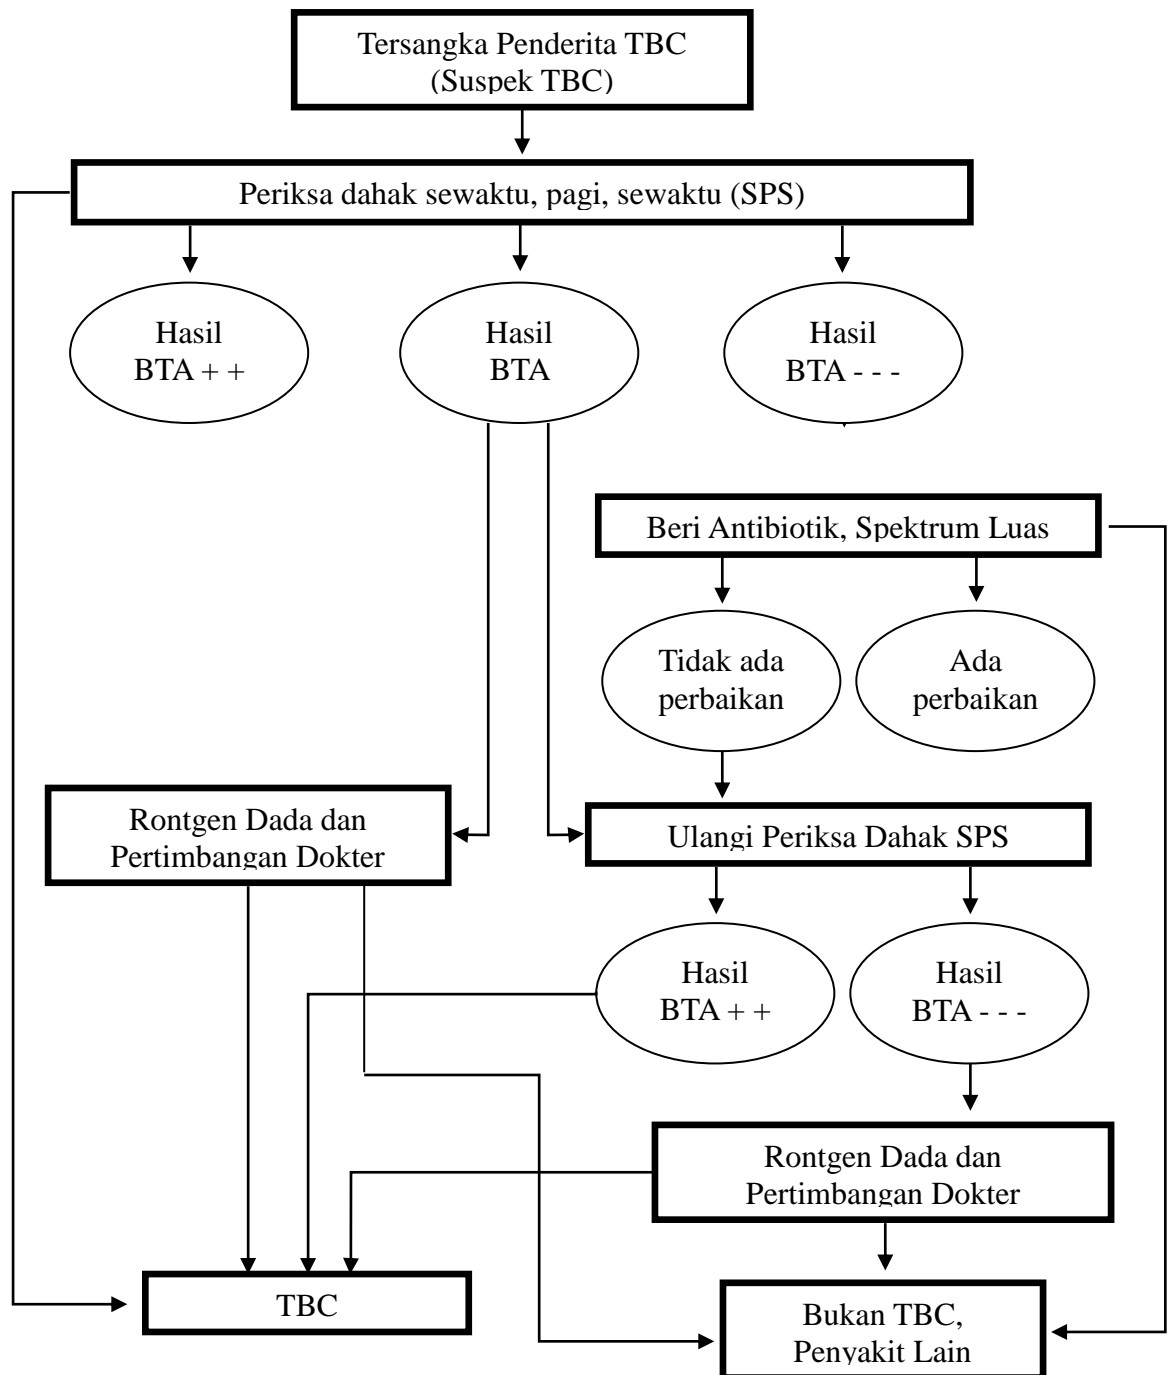 Tersangka Penderita TBC
(Suspek TBC)
Periksa dahak sewaktu, pagi, sewaktu (SPS)
Hasil
BTA + +
Hasil
BTA
Hasil
BTA - - -
Beri Antibiotik, Spektrum Luas
Tidak ada
perbaikan
Ada
perbaikan
Rontgen Dada dan
Pertimbangan Dokter
Ulangi Periksa Dahak SPS
Hasil
BTA + +
Hasil
BTA - - -
Rontgen Dada dan
Pertimbangan Dokter
TBC
Bukan TBC,
Penyakit Lain